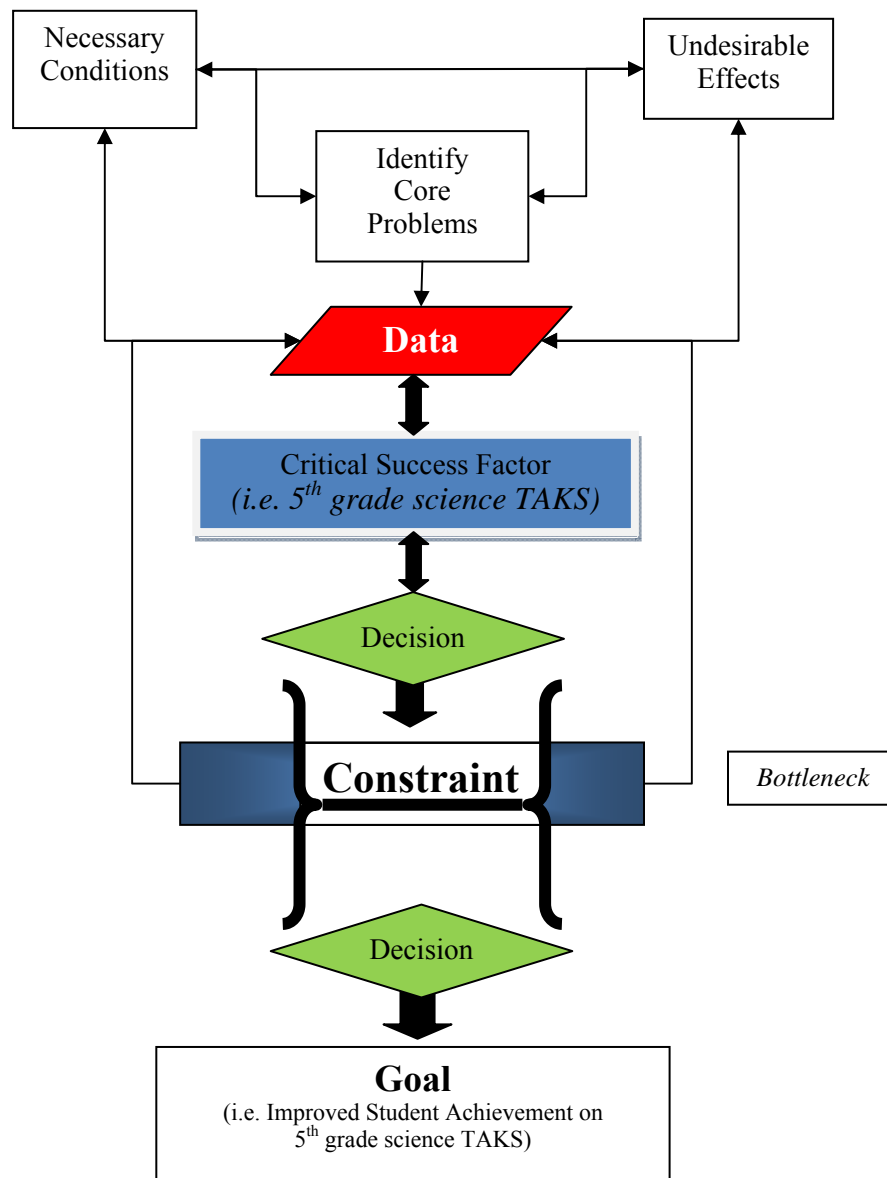 Necessary
Conditions
Undesirable
Effects
Identify
Core
Problems
Data
Critical Success Factor
(i.e. 5th grade science TAKS)
Decision
Constraint
Bottleneck
Decision
Goal
(i.e. Improved Student Achievement on
5th grade science TAKS)